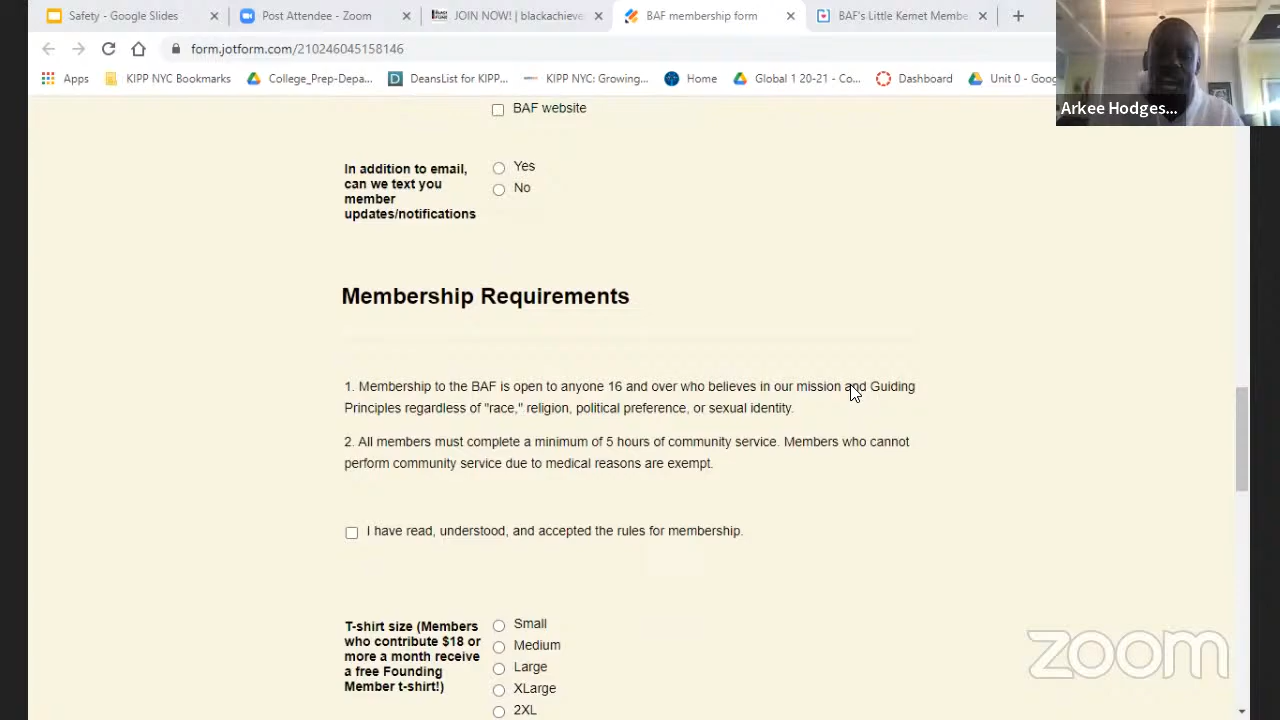 Safety - Google Slides
Post Attendee - Zoom
JOIN NOW! | blackachieve
BAF membership form
BAF's Little Kemet Membe
form.jotform.com/210246045158146
Apps
KIPP NYC Bookmarks
College_Prep-Depa...
DeansList for KIPP...
KIPP NYC: Growing...
Home
Global 1 20-21 - Co...
Dashboard
Unit 0 - Goog
Arkee Hodges...
BAF website
In addition to email,
can we text you
member
updates/notifications
Yes
No
Membership Requirements
1. Membership to the BAF is open to anyone 16 and over who believes in our mission and Guiding
Principles regardless of "race," religion, political preference, or sexual identity.
2. All members must complete a minimum of 5 hours of community service. Members who cannot
perform community service due to medical reasons are exempt.
I have read, understood, and accepted the rules for membership.
T-shirt size (Members
who contribute $18 or
more a month receive
a free Founding
Member t-shirt!)
Small
Medium
Large
XLarge
2XL
zoom